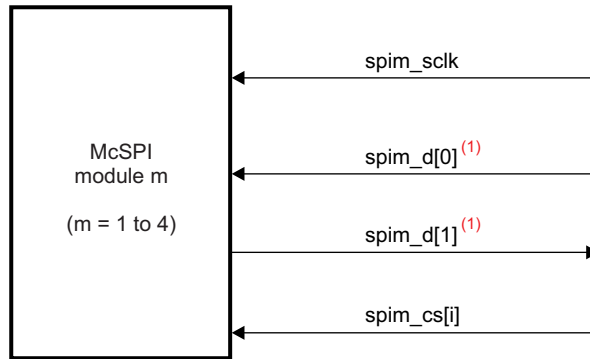 spim_sclk
McSPI
module m
(m = 1 to 4)
spim_d[0] (1)
spim_d[1] (1)
spim_cs[i]